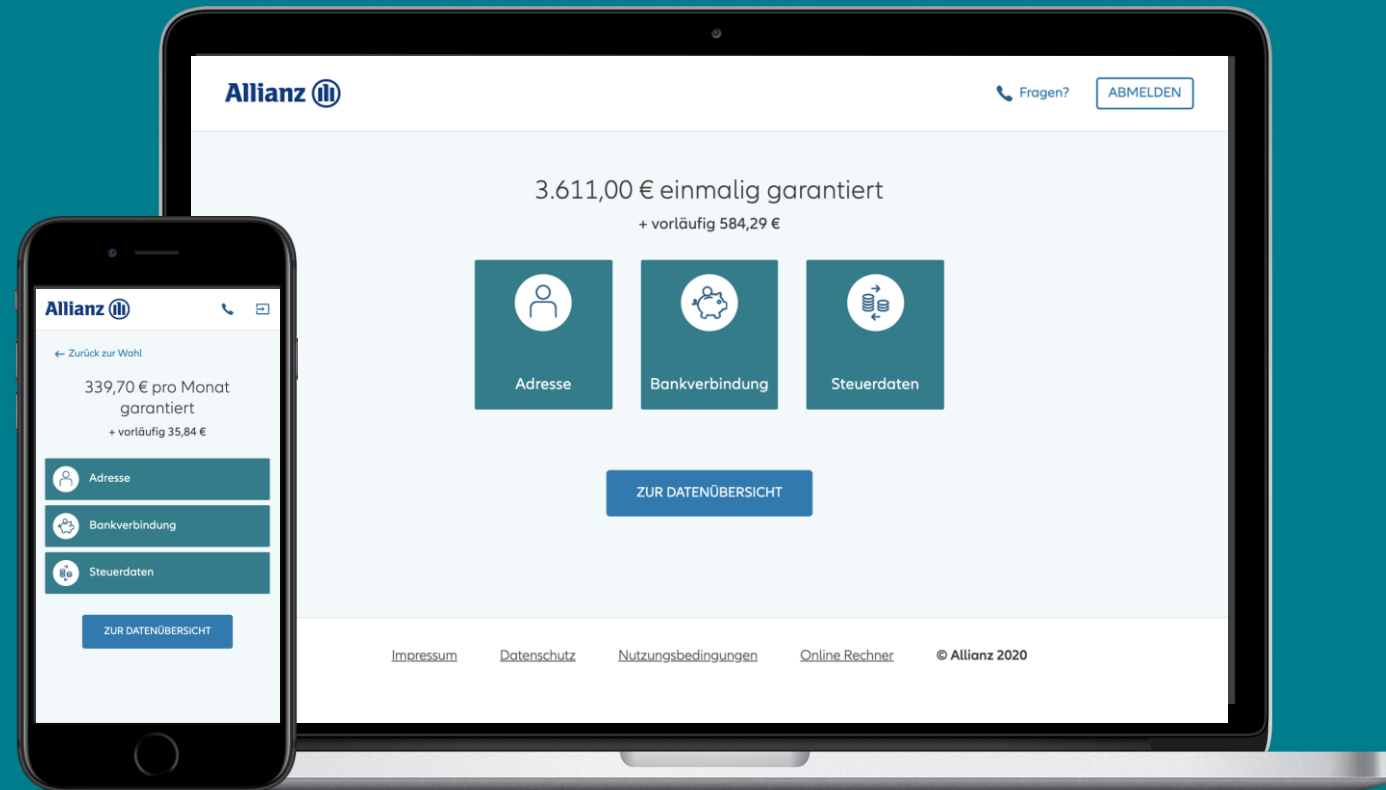 Allianz
Fragen?
ABMELDEN
3.611,00 € einmalig garantiert
+ vorläufig 584,29 €
Adresse
Bankverbindung
Steuerdaten
ZUR DATENÜBERSICHT
Impressum
Datenschutz
Nutzungsbedingungen
Online Rechner
© Allianz 2020
Allianz
← Zurück zur Wahl
339,70 € pro Monat
garantiert
+ vorläufig 35,84 €
Adresse
Bankverbindung
Steuerdaten
ZUR DATENÜBERSICHT